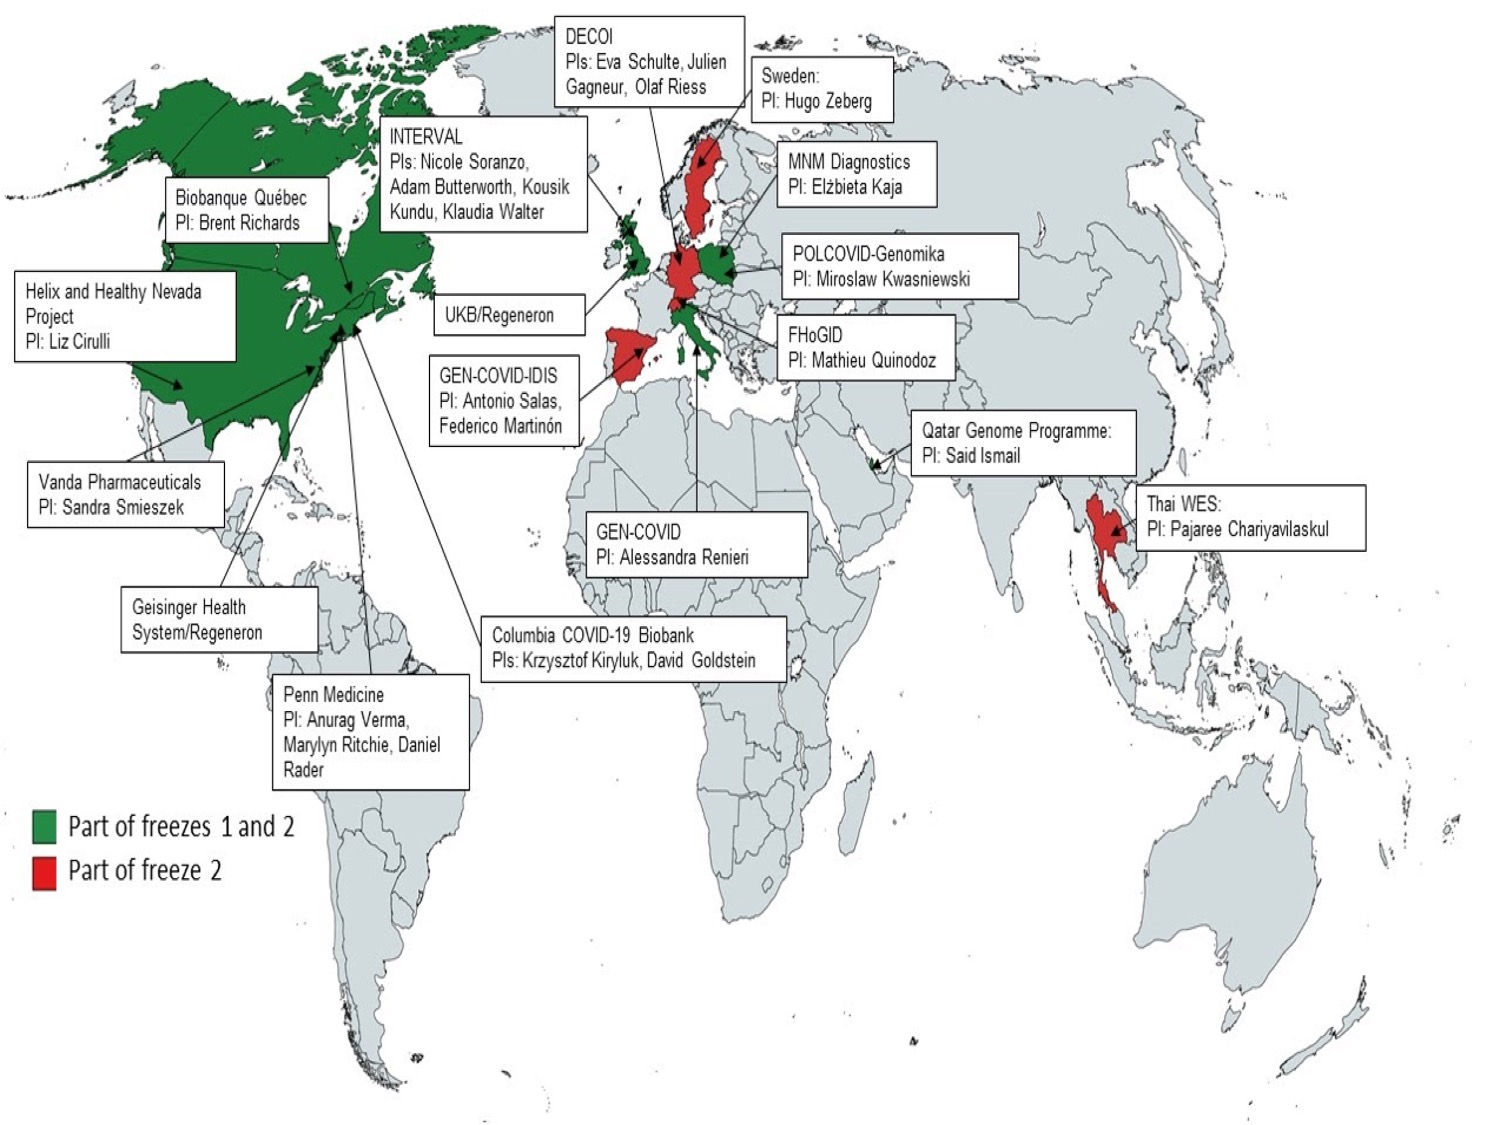 DECOI
PIs: Eva Schulte, Julien
Gagneur, Olaf Riess
Sweden:
PI: Hugo Zeberg
INTERVAL
PIs: Nicole Soranzo,
Adam Butterworth, Kousik
Kundu, Klaudia Walter
MNM Diagnostics
PI: Elżbieta Kaja
Biobanque Québec
PI: Brent Richards
POLCOVID-Genomika
PI: Miroslaw Kwasniewski
Helix and Healthy Nevada
Project
PI: Liz Cirulli
UKB/Regeneron
FHoGID
PI: Mathieu Quinodoz
GEN-COVID-IDIS
PI: Antonio Salas,
Federico Martinón
Qatar Genome Programme:
PI: Said Ismail
Vanda Pharmaceuticals
PI: Sandra Smieszek
Thai WES:
PI: Pajaree Chariyavilaskul
GEN-COVID
PI: Alessandra Renieri
Geisinger Health
System/Regeneron
Columbia COVID-19 Biobank
PIs: Krzysztof Kiryluk, David Goldstein
Penn Medicine
PI: Anurag Verma,
Marylyn Ritchie, Daniel
Rader
Part of freezes 1 and 2
Part of freeze 2